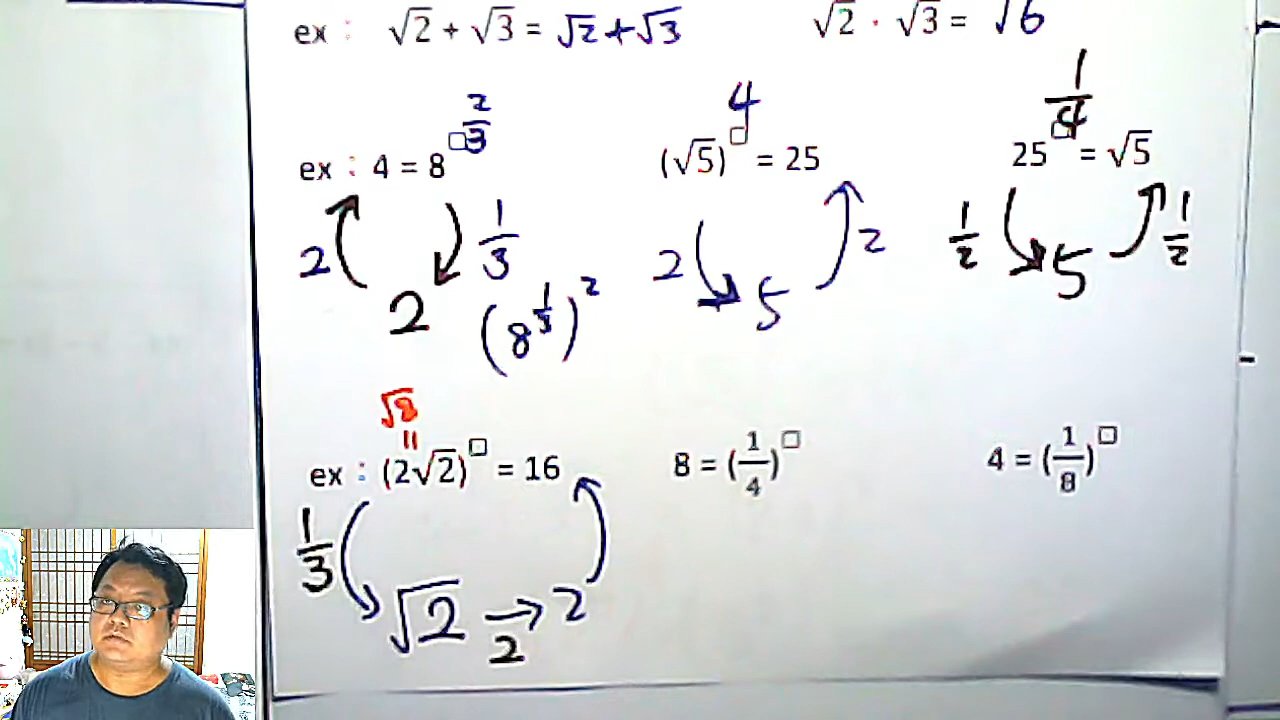 ex : √2 + √3 = √2 + √3
√2 · √3 = √6
ex : 4 = 8^□ 2/3
(√5)^□ = 25 4
25^□ = √5 1/4
2 1/3
2
(8^1/3)^2
2 5 2
1/2 5 1/2
√8
॥
ex : (2√2)^□ = 16
8 = (1/4)^□
4 = (1/8)^□
1/3 √2 → 2
2